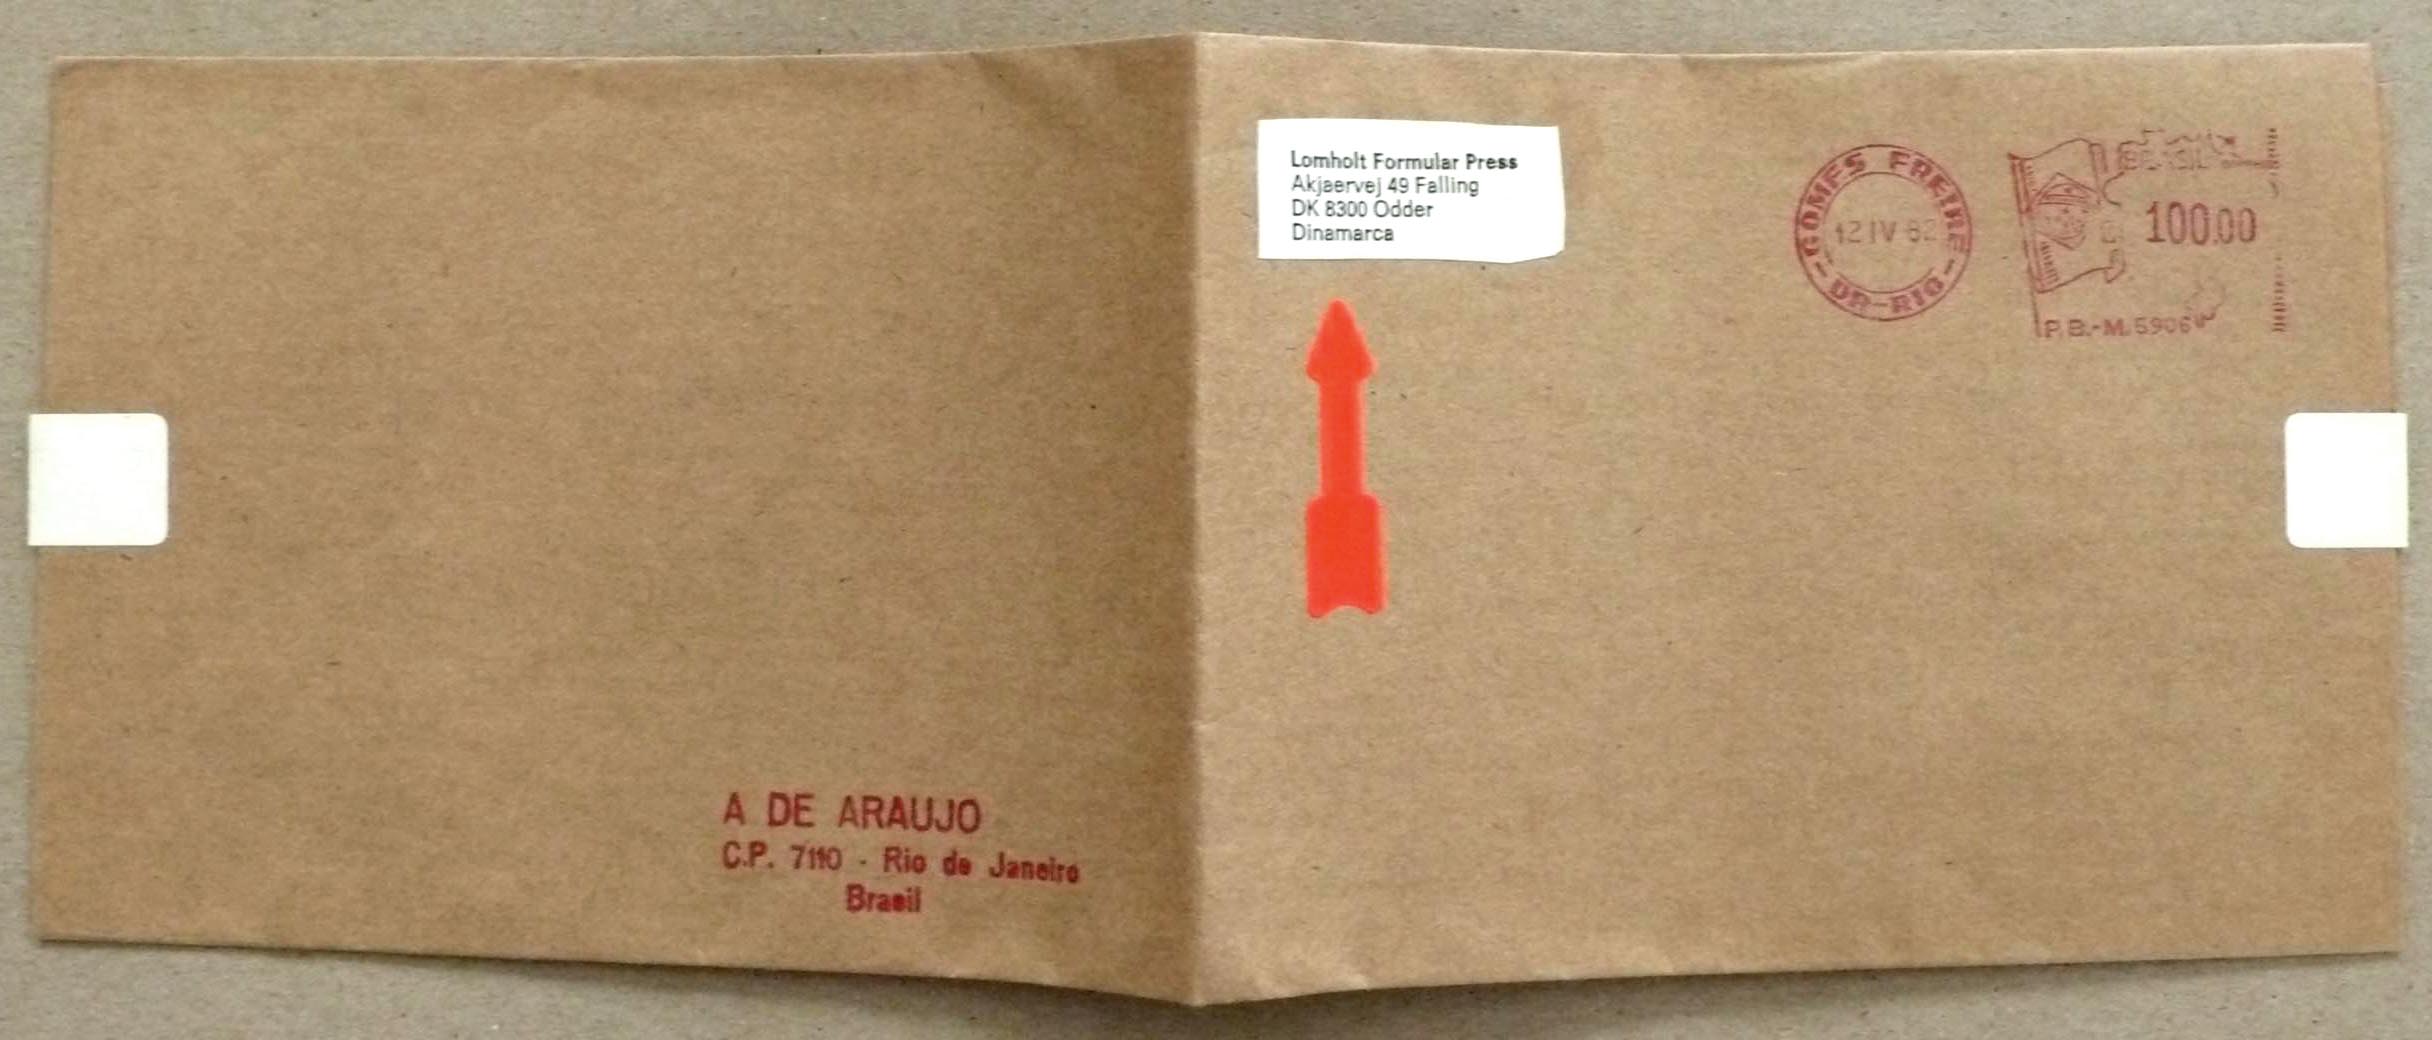 Lomholt Formular Press
Akjaervej 49 Falling
DK 8300 Odder
Dinamarca
GOMES FREIRE
12 IV 82
DR-RIO
BRASIL
100.00
P.B.-M. 5906
A DE ARAUJO
C.P. 7110 - Rio de Janeiro
Brasil